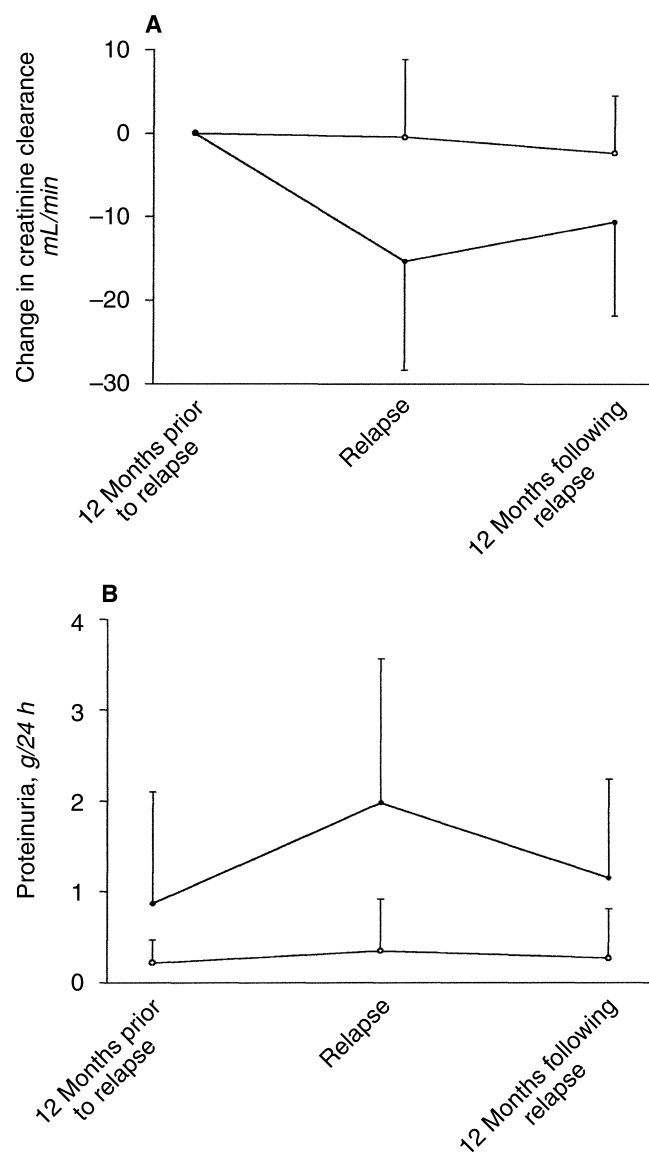 A
Change in creatinine clearance
mL/min
10
0
–10
–20
–30
12 Months prior
to relapse
Relapse
12 Months following
relapse
B
Proteinuria, g/24 h
4
3
2
1
0
12 Months prior
to relapse
Relapse
12 Months following
relapse